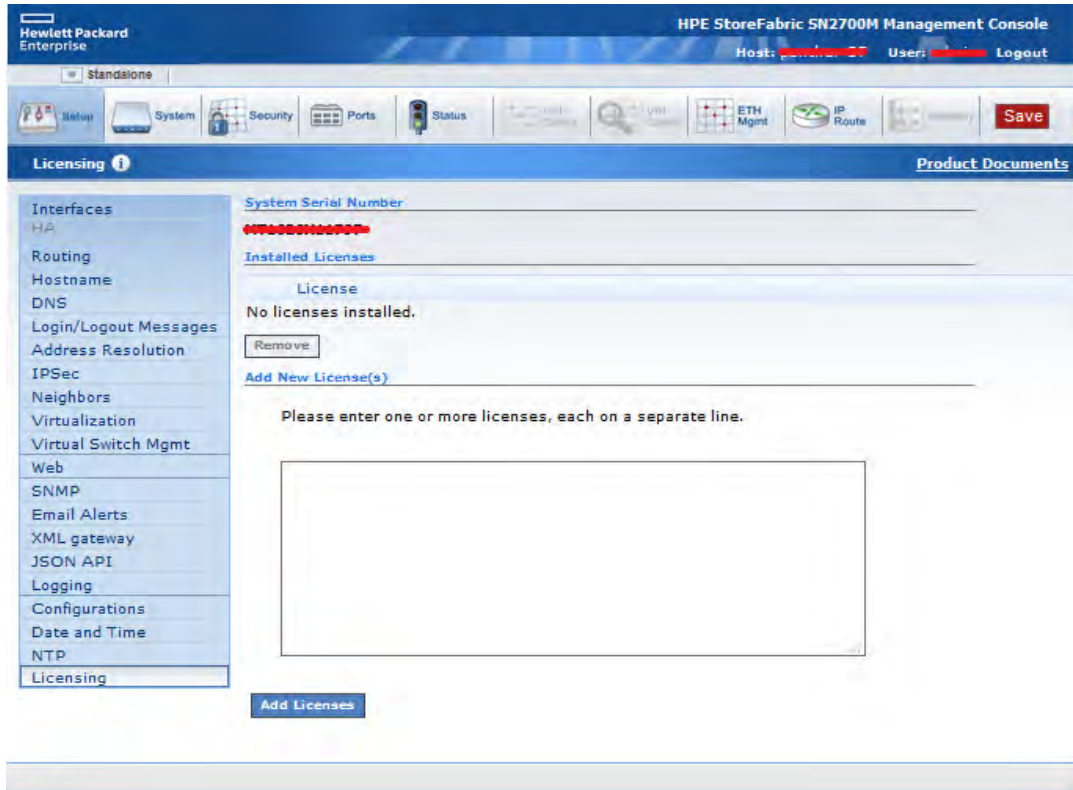 Hewlett Packard
Enterprise
HPE StoreFabric SN2700M Management Console
Host: User: Logout
Standalone
Setup System Security Ports Status ETH Mgmt IP Route Save
Licensing Product Documents
Interfaces
HA
Routing
Hostname
DNS
Login/Logout Messages
Address Resolution
IPSec
Neighbors
Virtualization
Virtual Switch Mgmt
Web
SNMP
Email Alerts
XML gateway
JSON API
Logging
Configurations
Date and Time
NTP
Licensing
System Serial Number
Installed Licenses
License
No licenses installed.
Remove
Add New License(s)
Please enter one or more licenses, each on a separate line.
Add Licenses